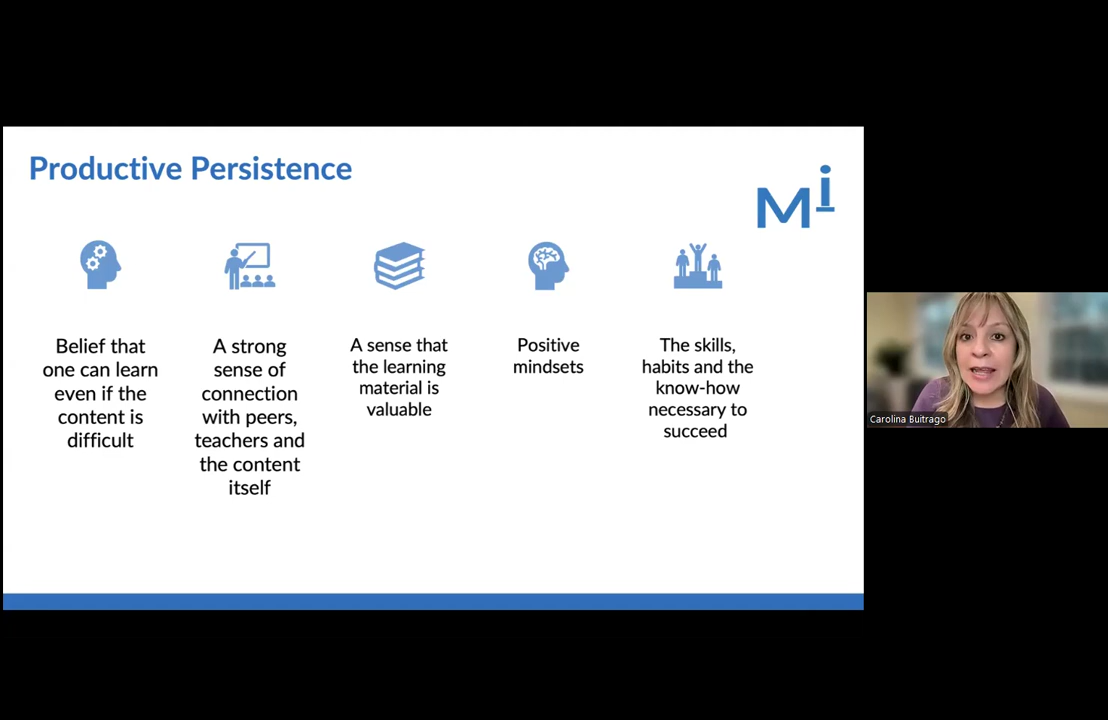 Productive Persistence
Mi
Belief that
one can learn
even if the
content is
difficult
A strong
sense of
connection
with peers,
teachers and
the content
itself
A sense that
the learning
material is
valuable
Positive
mindsets
The skills,
habits and the
know-how
necessary to
succeed
Carolina Buitrago